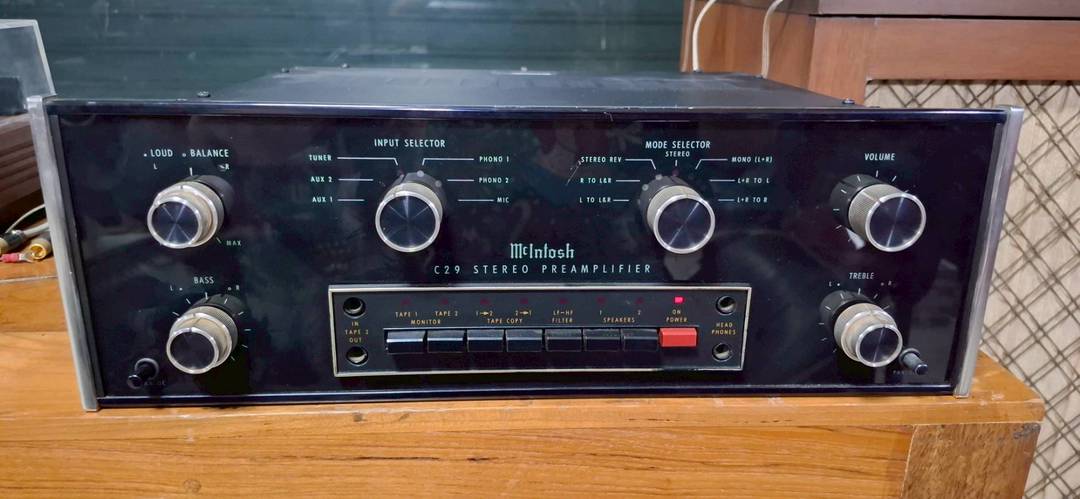 LOUD BALANCE
L R
MAX
INPUT SELECTOR
TUNER PHONO 1
AUX 2 PHONO 2
AUX 1 MIC
MODE SELECTOR
STEREO
STEREO REV MONO (L+R)
R TO L&R L+R TO L
L TO L&R L+R TO R
VOLUME
McIntosh
C29 STEREO PREAMPLIFIER
BASS
L R
TREBLE
L R
IN
TAPE 2
OUT
TAPE 1 TAPE 2 1→2 2→1 LF-HF 1 2 ON
MONITOR TAPE COPY FILTER SPEAKERS POWER
HEAD
PHONES